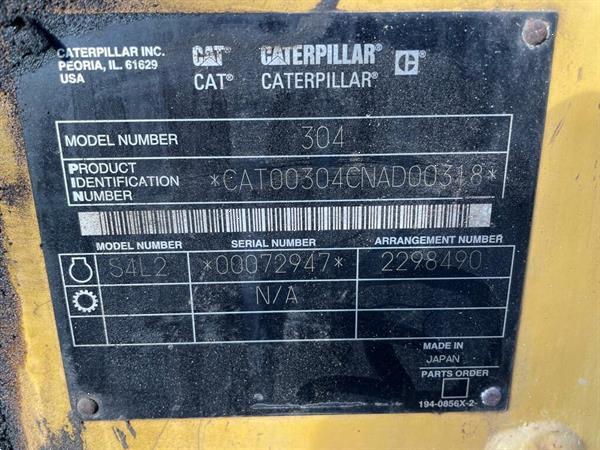 CATERPILLAR INC.
PEORIA, IL. 61629
USA
CAT CATERPILLAR C
CAT® CATERPILLAR®
MODEL NUMBER 304
PRODUCT
IDENTIFICATION
NUMBER *CAT00304CNAD00318*
MODEL NUMBER SERIAL NUMBER ARRANGEMENT NUMBER
S4L2 *00072947* 2298490
N/A
MADE IN
JAPAN
PARTS ORDER
194-0856X-2-